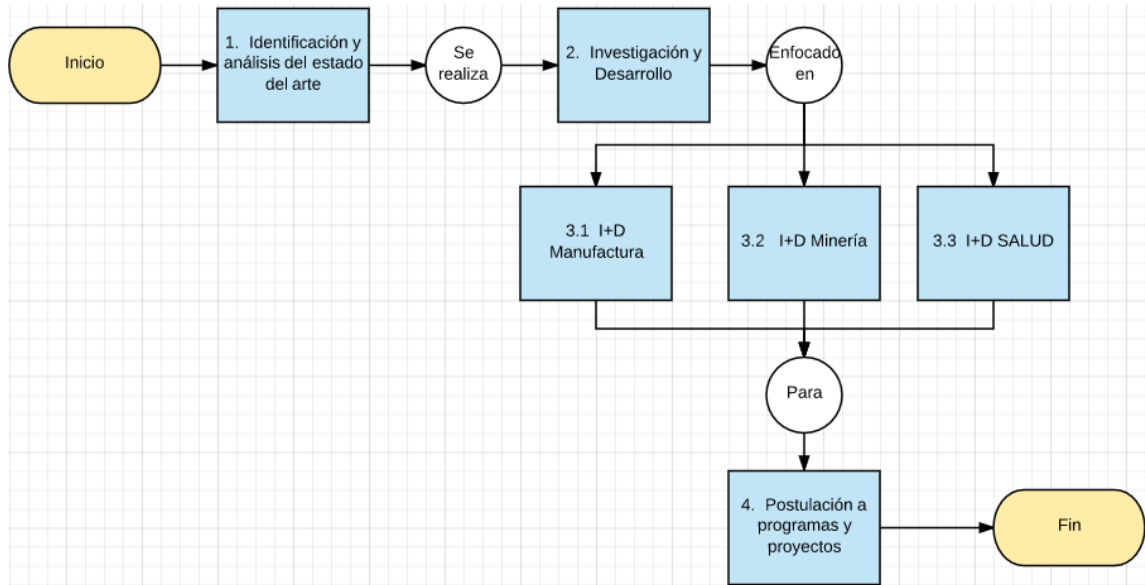 Inicio
1. Identificación y
análisis del estado
del arte
Se
realiza
2. Investigación y
Desarrollo
Enfocado
en
3.1 I+D
Manufactura
3.2 I+D Minería
3.3 I+D SALUD
Para
4. Postulación a
programas y
proyectos
Fin